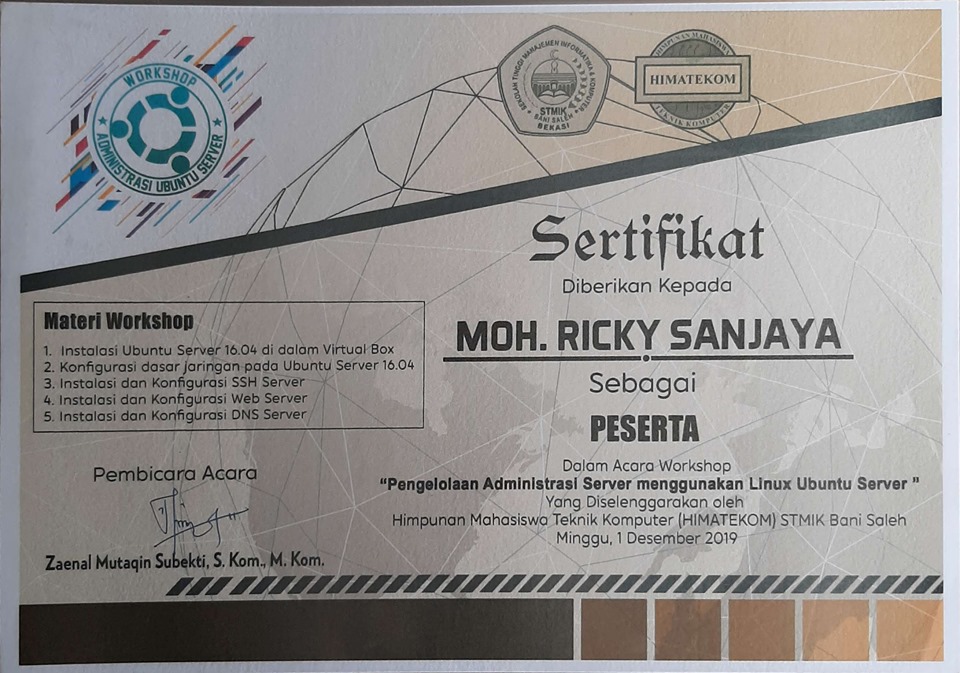 WORKSHOP
ADMINISTRASI UBUNTU SERVER
SEKOLAH TINGGI MANAJEMEN INFORMATIKA & KOMPUTER
STMIK
BANI SALEH
BEKASI
HIMPUNAN MAHASISWA
HIMATEKOM
TEKNIK KOMPUTER
Sertifikat
Diberikan Kepada
MOH. RICKY SANJAYA
Sebagai
PESERTA
Dalam Acara Workshop
“Pengelolaan Administrasi Server menggunakan Linux Ubuntu Server ”
Yang Diselenggarakan oleh
Himpunan Mahasiswa Teknik Komputer (HIMATEKOM) STMIK Bani Saleh
Minggu, 1 Desember 2019
Materi Workshop
1. Instalasi Ubuntu Server 16.04 di dalam Virtual Box
2. Konfigurasi dasar jaringan pada Ubuntu Server 16.04
3. Instalasi dan Konfigurasi SSH Server
4. Instalasi dan Konfigurasi Web Server
5. Instalasi dan Konfigurasi DNS Server
Pembicara Acara
Zaenal Mutaqin Subekti, S. Kom., M. Kom.